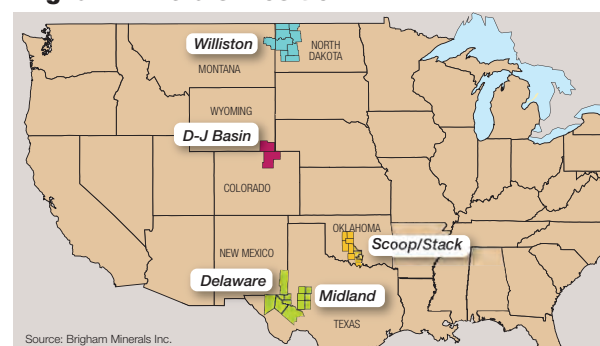 Williston
NORTH
DAKOTA
MONTANA
WYOMING
D-J Basin
COLORADO
OKLAHOMA
Scoop/Stack
NEW MEXICO
Delaware
Midland
TEXAS
Source: Brigham Minerals Inc.